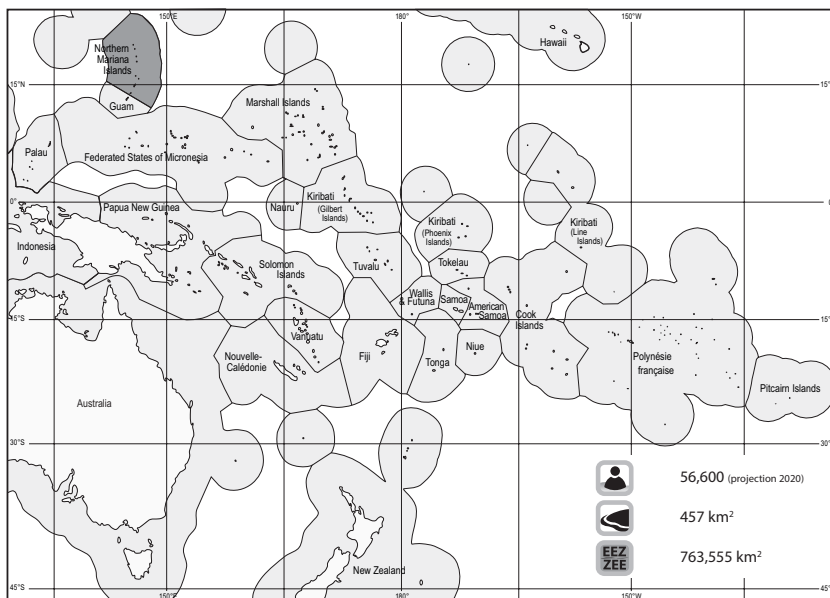 150°E
180°
150°W
Hawaii
Northern
Mariana
Islands
15°N
15°N
Guam
Marshall Islands
Palau
Federated States of Micronesia
0°
0°
Papua New Guinea
Nauru
Kiribati
(Gilbert
Islands)
Kiribati
(Phoenix
Islands)
Kiribati
(Line
Islands)
Indonesia
Solomon
Islands
Tuvalu
Tokelau
Wallis
& Futuna
Samoa
American
Samoa
Cook
Islands
15°S
15°S
Vanuatu
Nouvelle-
Calédonie
Fiji
Tonga
Niue
Polynésie
française
Pitcairn Islands
Australia
30°S
30°S
56,600 (projection 2020)
457 km²
EEZ
ZEE
763,555 km²
New Zealand
45°S
45°S
150°E
180°
150°W